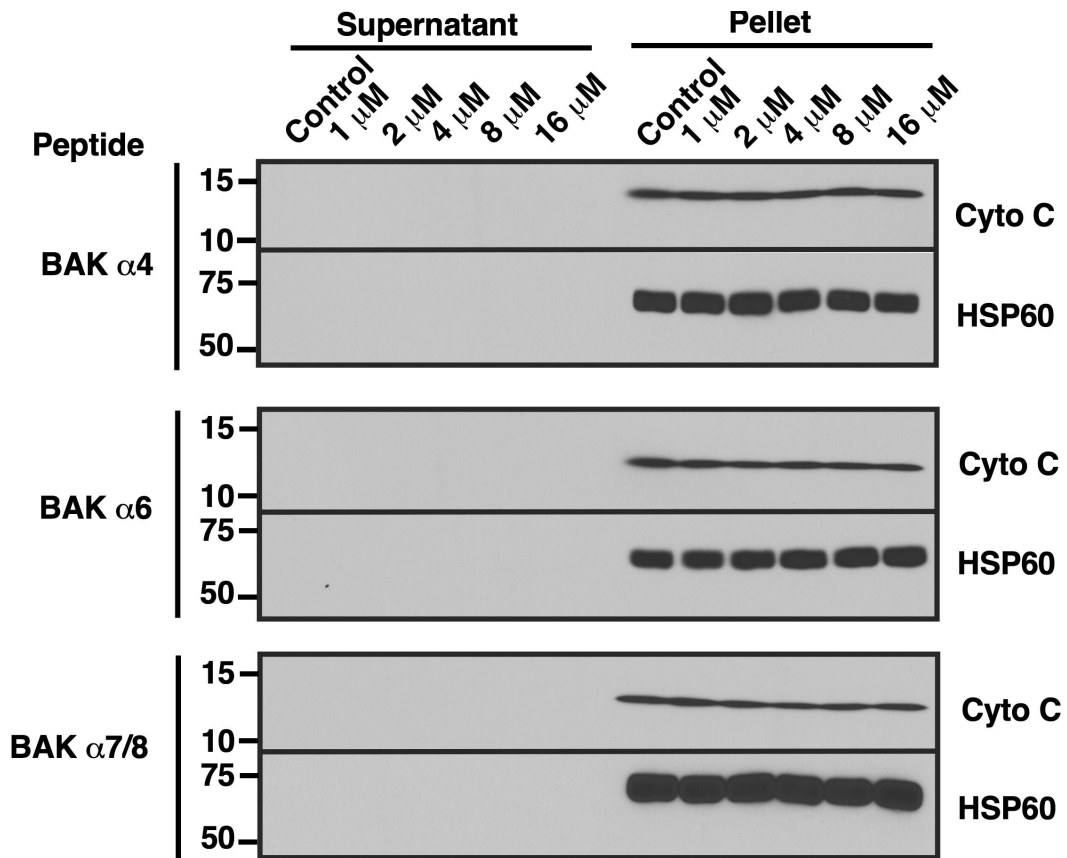 Supernatant Pellet
Control 1 μM 2 μM 4 μM 8 μM 16 μM Control 1 μM 2 μM 4 μM 8 μM 16 μM
Peptide
15
Cyto C
10
BAK α4
75
HSP60
50
15
Cyto C
10
BAK α6
75
HSP60
50
15
Cyto C
10
BAK α7/8
75
HSP60
50